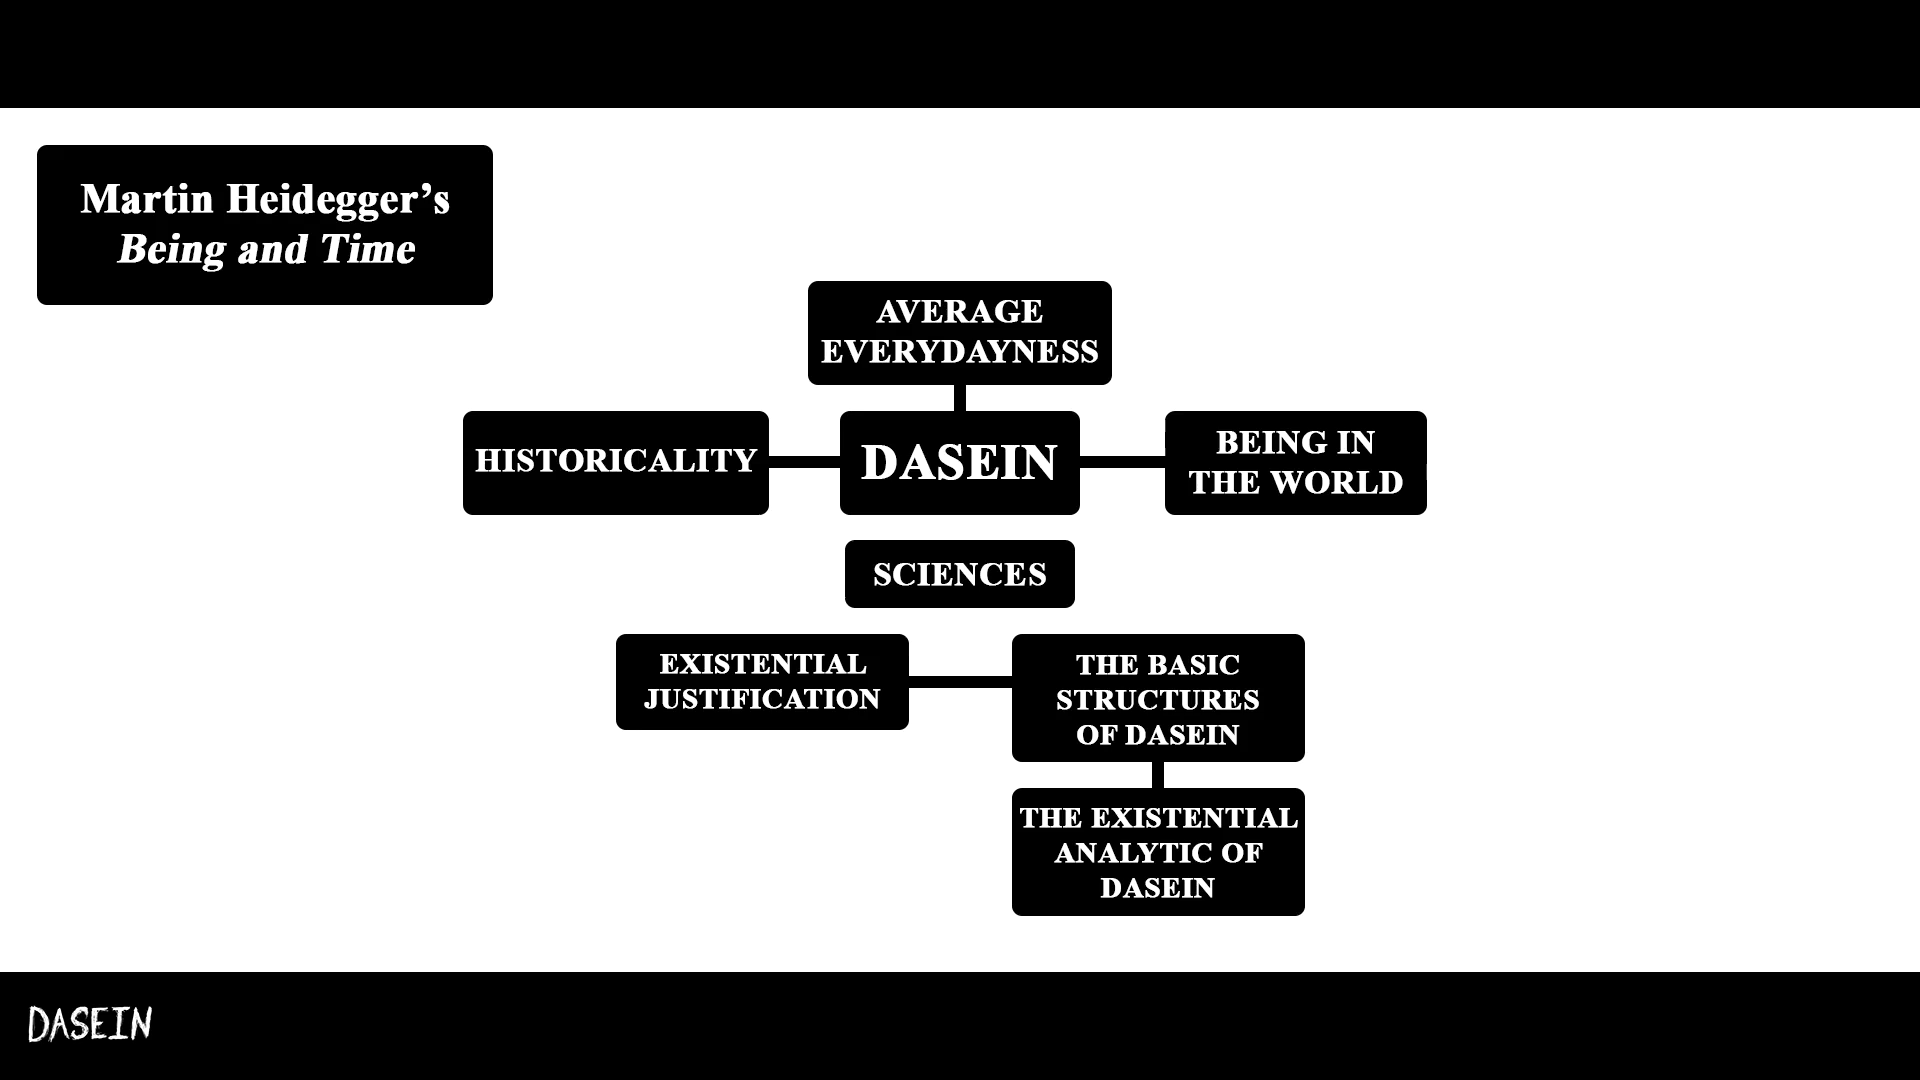 Martin Heidegger’s
Being and Time
AVERAGE
EVERYDAYNESS
HISTORICALITY
DASEIN
BEING IN
THE WORLD
SCIENCES
EXISTENTIAL
JUSTIFICATION
THE BASIC
STRUCTURES
OF DASEIN
THE EXISTENTIAL
ANALYTIC OF
DASEIN
DASEIN